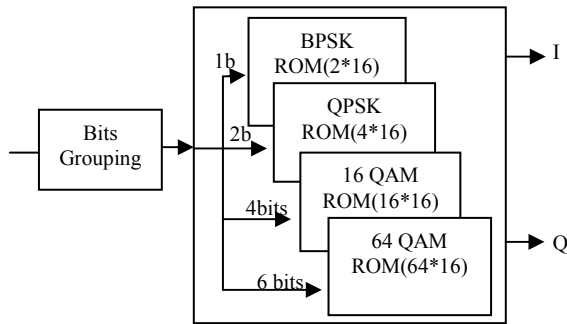 BPSK
ROM(2*16)
1b
I
QPSK
ROM(4*16)
Bits
Grouping
2b
16 QAM
ROM(16*16)
4bits
64 QAM
ROM(64*16)
Q
6 bits